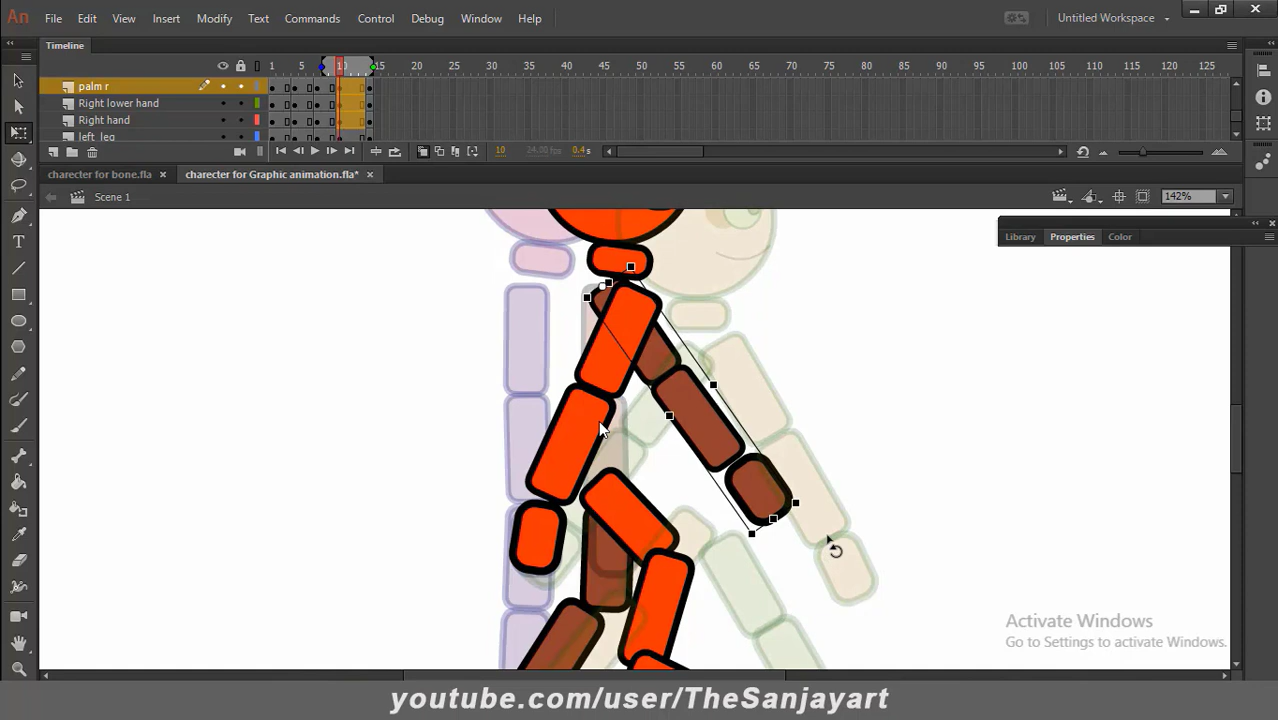 An File Edit View Insert Modify Text Commands Control Debug Window Help Untitled Workspace
Timeline
1 5 10 15 20 25 30 35 40 45 50 55 60 65 70 75 80 85 90 95 100 105 110 115 120 125
palm r
Right lower hand
Right hand
left_leg
10 24.00 fps 0.4 s
charecter for bone.fla × charecter for Graphic animation.fla* ×
Scene 1 142%
Library Properties Color
Activate Windows
Go to Settings to activate Windows.
youtube.com/user/TheSanjayart